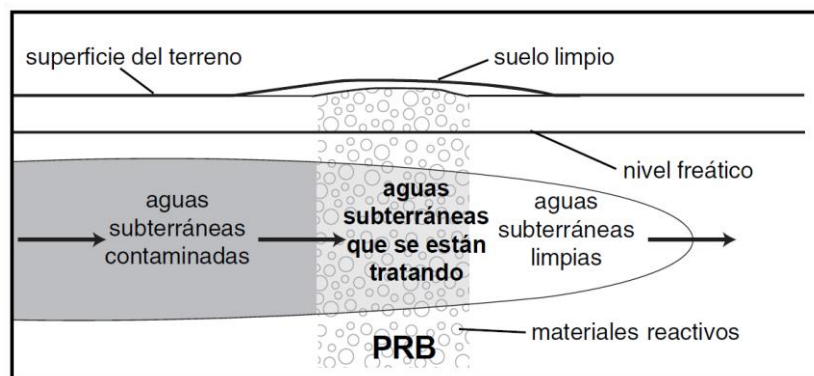 superficie del terreno
suelo limpio
nivel freático
aguas
subterráneas
contaminadas
aguas
subterráneas
que se están
tratando
aguas
subterráneas
limpias
materiales reactivos
PRB